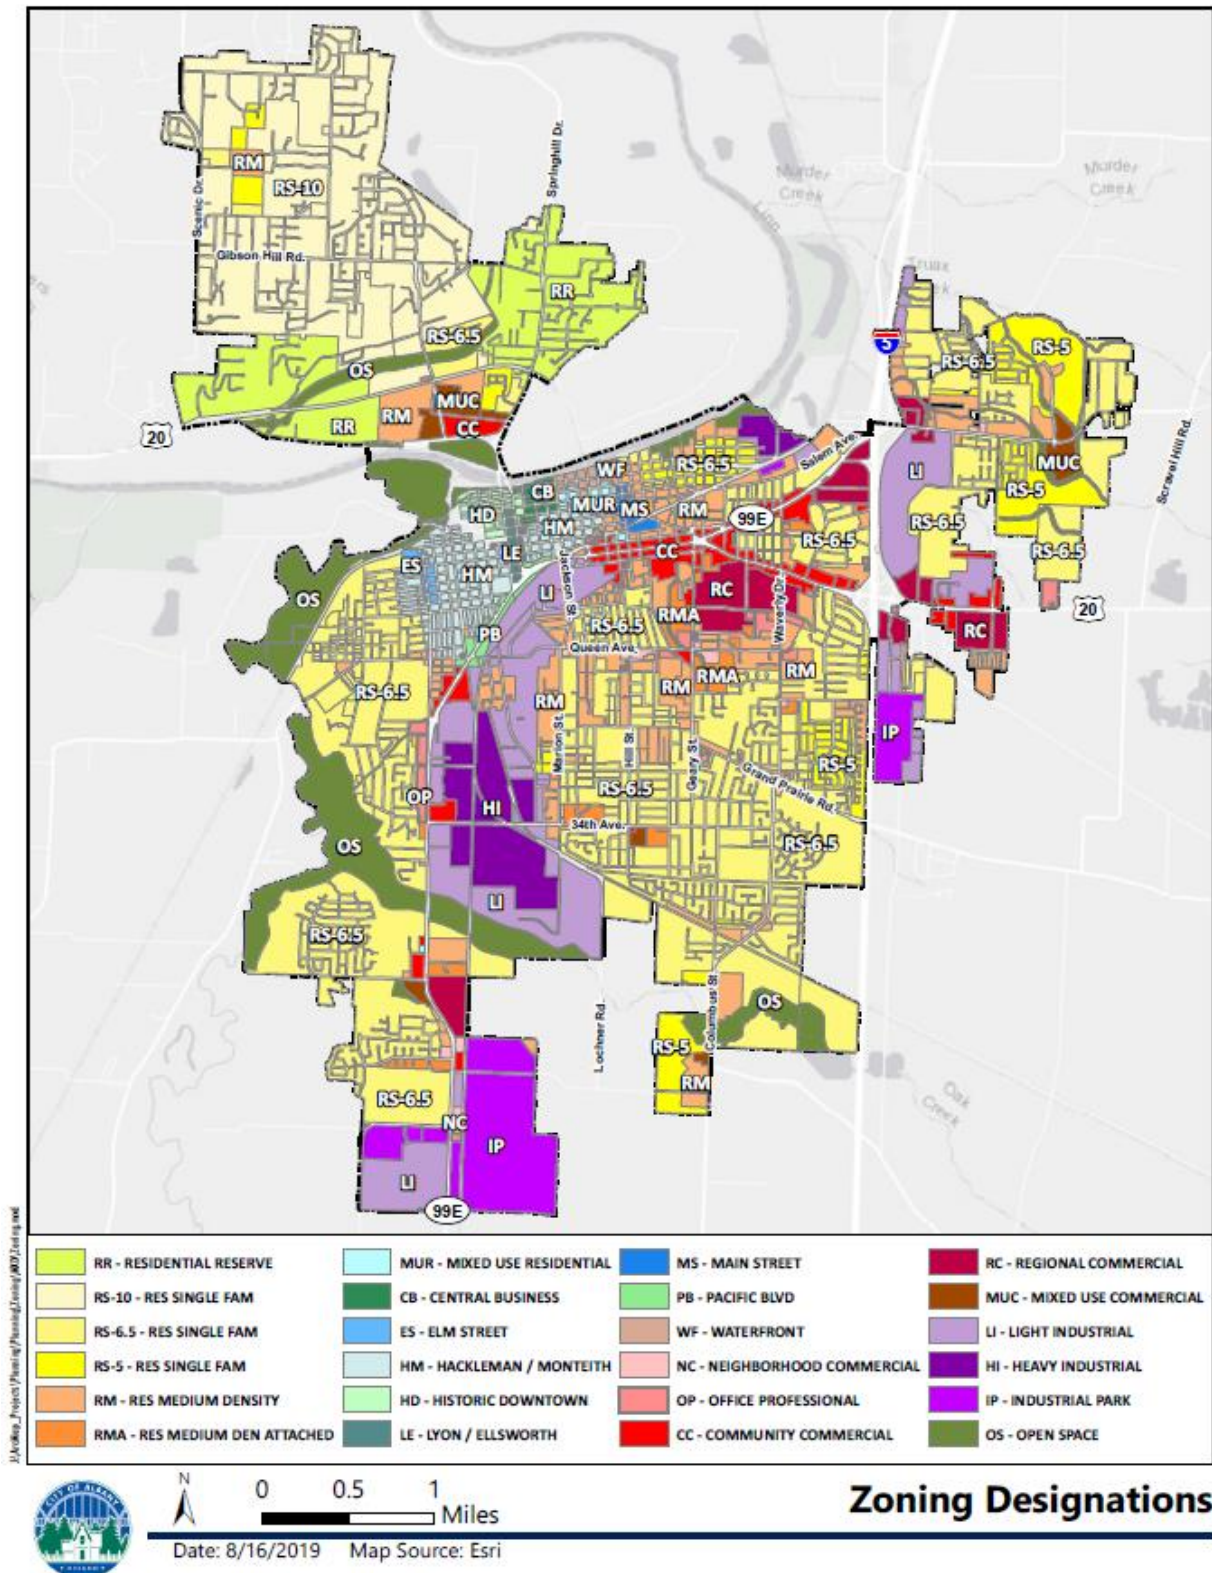 Springhill Dr.
Murder
Creek
Murder
Creek
RM
Scenic Dr.
RS-10
Linn
Gibson Hill Rd.
Truax
Creek
RR
RS-6.5
5
RS-6.5
RS-5
OS
RM
MUC
RR
CC
20
WF
RS-6.5
Salem Ave.
LI
MUC
Scravel Hill Rd.
CB
MUR
MS
RM
RS-5
HD
HM
99E
RS-6.5
RS-6.5
LE
CC
RS-6.5
ES
HM
Jackson St.
LI
RC
Waverly Dr.
OS
RMA
20
PB
RS-6.5
RC
Queen Ave.
RMA
RM
RM
RS-6.5
RM
Marion St.
Hill St.
Geary St.
IP
RS-5
Grand Prairie Rd.
OP
HI
RS-6.5
34th Ave.
RS-6.5
OS
LI
RS-6.5
Columbus St
OS
Lochner Rd.
RS-5
RM
RS-6.5
Oak
Creek
NC
IP
LI
99E
RR - RESIDENTIAL RESERVE
MUR - MIXED USE RESIDENTIAL
MS - MAIN STREET
RC - REGIONAL COMMERCIAL
RS-10 - RES SINGLE FAM
CB - CENTRAL BUSINESS
PB - PACIFIC BLVD
MUC - MIXED USE COMMERCIAL
RS-6.5 - RES SINGLE FAM
ES - ELM STREET
WF - WATERFRONT
LI - LIGHT INDUSTRIAL
RS-5 - RES SINGLE FAM
HM - HACKLEMAN / MONTEITH
NC - NEIGHBORHOOD COMMERCIAL
HI - HEAVY INDUSTRIAL
RM - RES MEDIUM DENSITY
HD - HISTORIC DOWNTOWN
OP - OFFICE PROFESSIONAL
IP - INDUSTRIAL PARK
RMA - RES MEDIUM DEN ATTACHED
LE - LYON / ELLSWORTH
CC - COMMUNITY COMMERCIAL
OS - OPEN SPACE
CITY OF ALBANY
N
0 0.5 1
Miles
Zoning Designations
Date: 8/16/2019 Map Source: Esri